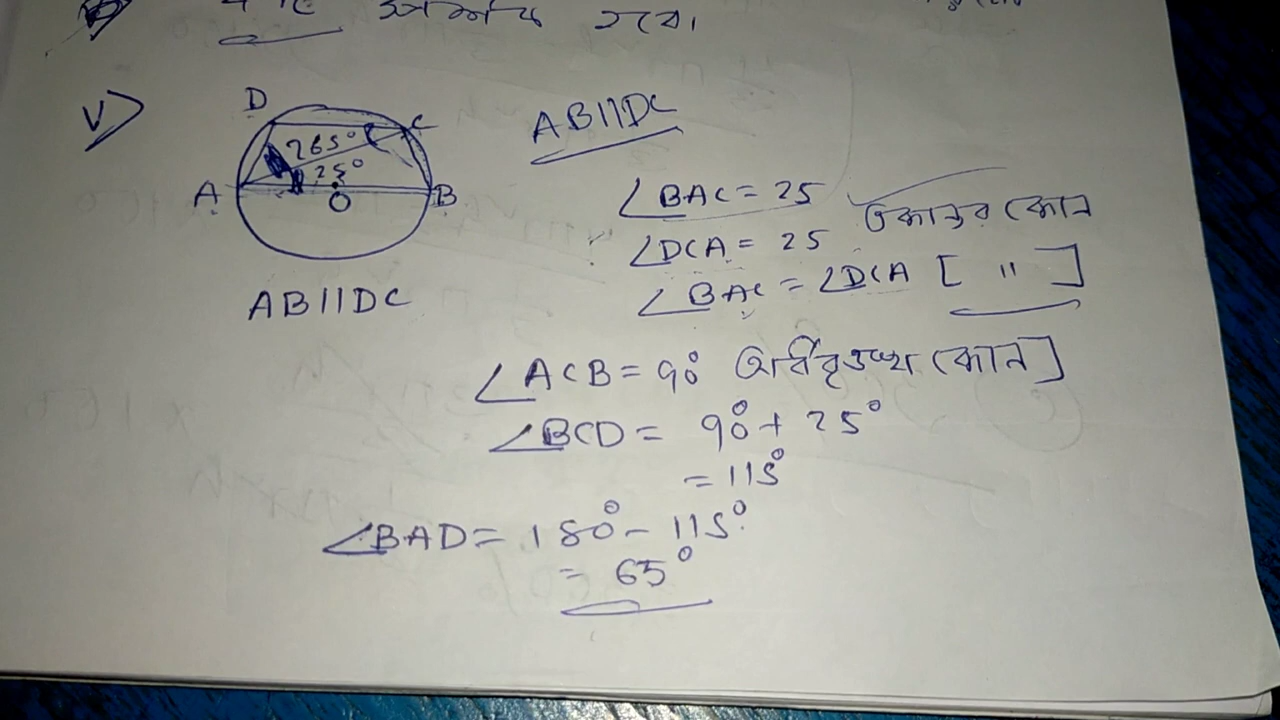 হবে।
V>
D
C
265°
25°
A
O
B
AB||DC
AB||DC
∠BAC = 25 একান্তর কোন
∠DCA = 25
∠BAC = ∠DCA [ " ]
∠ACB = 90° অর্ধবৃত্তস্থ কোন]
∠BCD = 90° + 25°
= 115°
∠BAD = 180° - 115°
= 65°